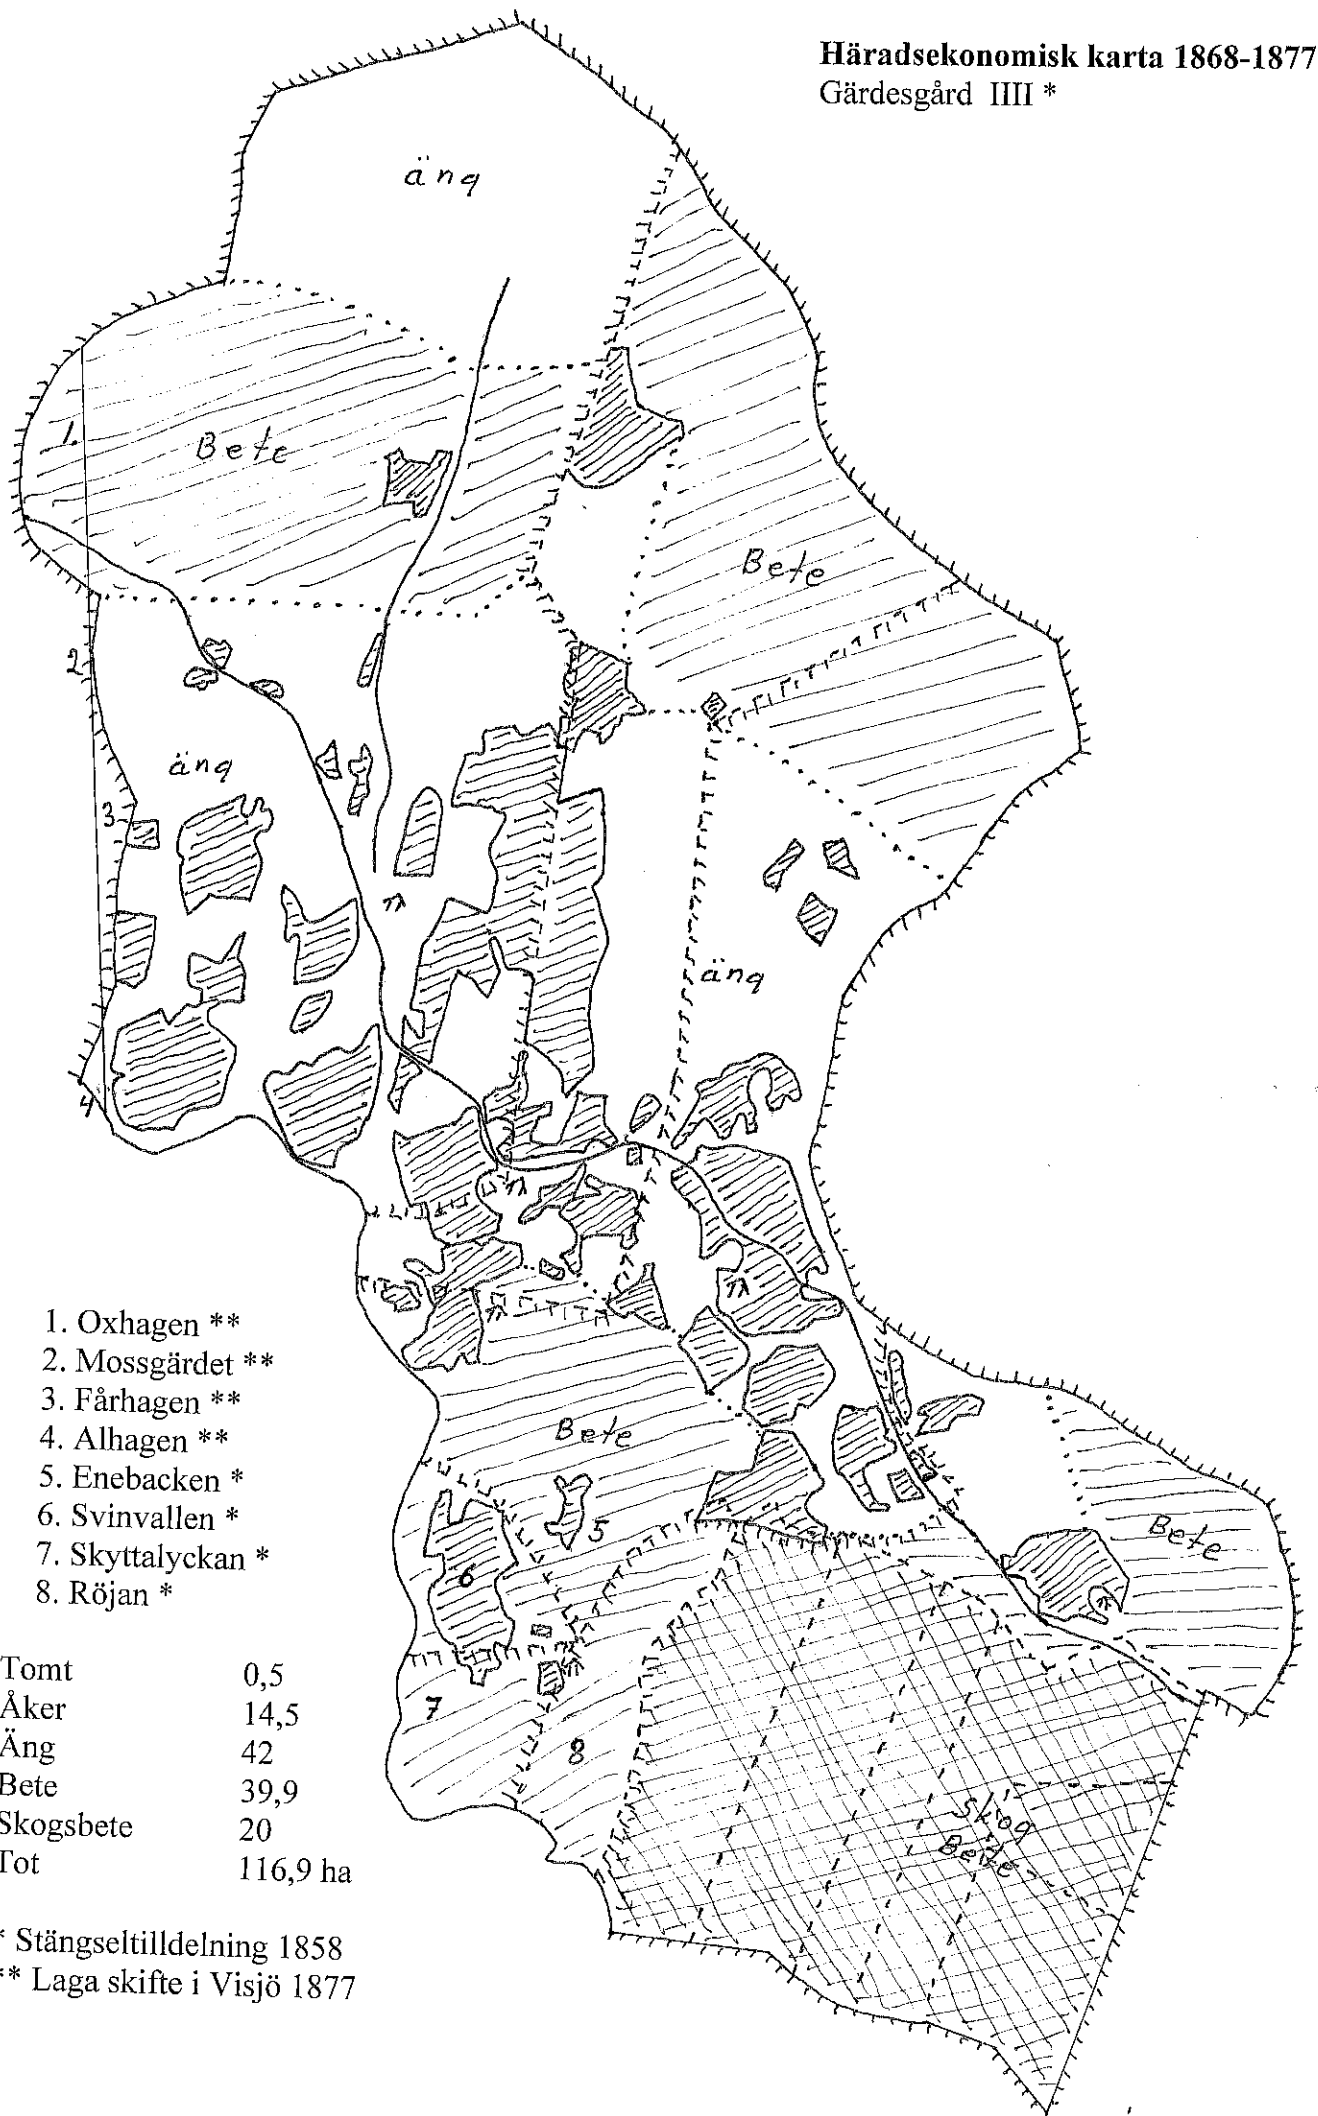 Häradsekonomisk karta 1868-1877
Gärdesgård IIII *
äng
1.
Bete
Bete
2
äng
3
äng
4
1. Oxhagen **
2. Mossgärdet **
3. Fårhagen **
4. Alhagen **
5. Enebacken *
6. Svinvallen *
7. Skyttalyckan *
8. Röjan *
Bete
5
Bete
6
7
8
Skog
Bete
Tomt 0,5
Åker 14,5
Äng 42
Bete 39,9
Skogsbete 20
Tot 116,9 ha
* Stängseltilldelning 1858
** Laga skifte i Visjö 1877